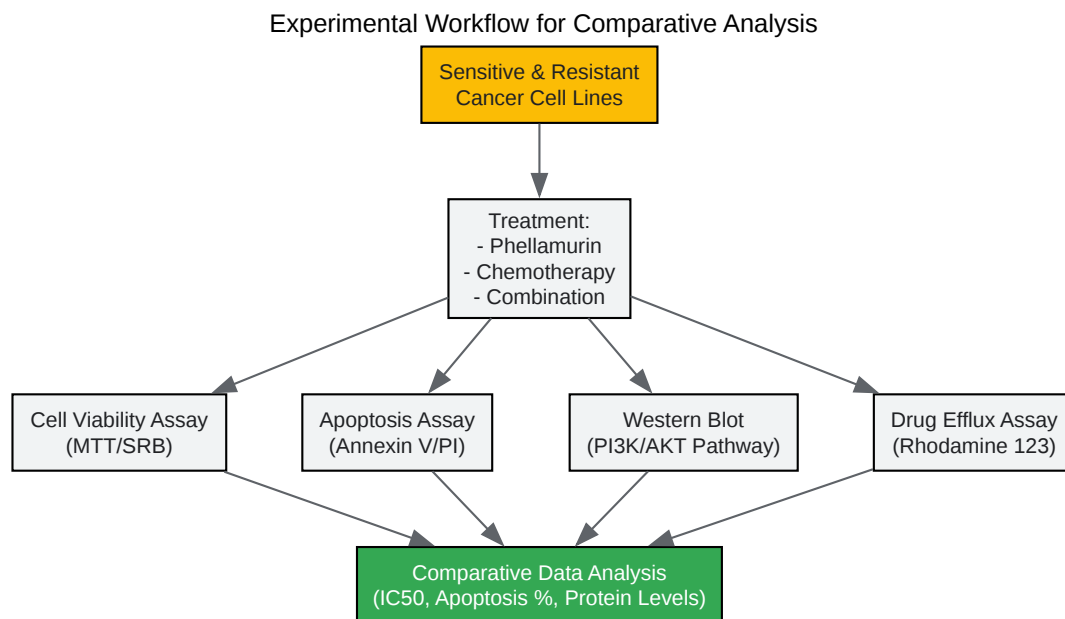 Experimental Workflow for Comparative Analysis
Sensitive & Resistant
Cancer Cell Lines
Treatment:
- Phellamurin
- Chemotherapy
- Combination
Cell Viability Assay
(MTT/SRB)
Apoptosis Assay
(Annexin V/PI)
Western Blot
(PI3K/AKT Pathway)
Drug Efflux Assay
(Rhodamine 123)
Comparative Data Analysis
(IC50, Apoptosis %, Protein Levels)